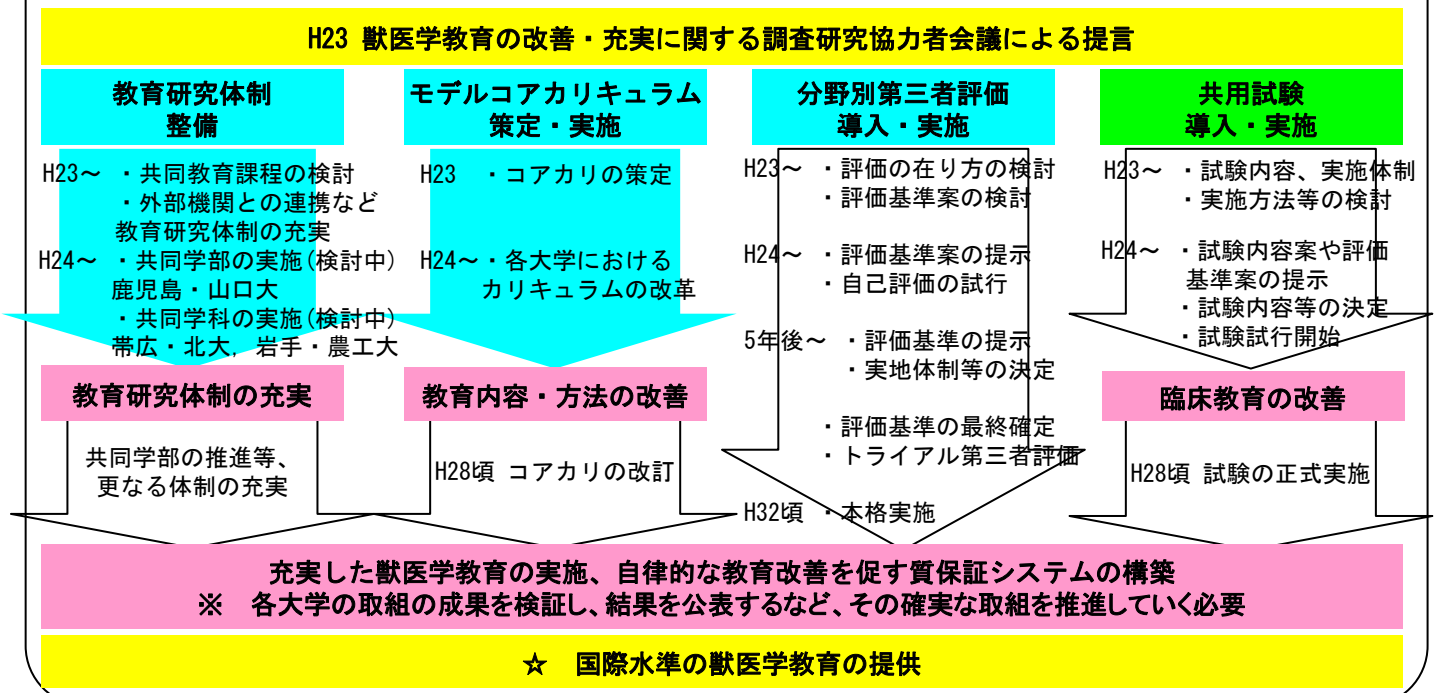 H23 獣医学教育の改善・充実に関する調査研究協力者会議による提言
教育研究体制
整備
H23～ ・共同教育課程の検討
・外部機関との連携など
教育研究体制の充実
H24～ ・共同学部の実施(検討中)
鹿児島・山口大
・共同学科の実施(検討中)
帯広・北大, 岩手・農工大
教育研究体制の充実
共同学部の推進等、
更なる体制の充実
モデルコアカリキュラム
策定・実施
H23 ・コアカリの策定
H24～・各大学における
カリキュラムの改革
教育内容・方法の改善
H28頃 コアカリの改訂
分野別第三者評価
導入・実施
H23～ ・評価の在り方の検討
・評価基準案の検討
H24～ ・評価基準案の提示
・自己評価の試行
5年後～ ・評価基準の提示
・実地体制等の決定
・評価基準の最終確定
・トライアル第三者評価
H32頃 ・本格実施
共用試験
導入・実施
H23～ ・試験内容、実施体制
・実施方法等の検討
H24～ ・試験内容案や評価
基準案の提示
・試験内容等の決定
・試験試行開始
臨床教育の改善
H28頃 試験の正式実施
充実した獣医学教育の実施、自律的な教育改善を促す質保証システムの構築
※ 各大学の取組の成果を検証し、結果を公表するなど、その確実な取組を推進していく必要
☆ 国際水準の獣医学教育の提供